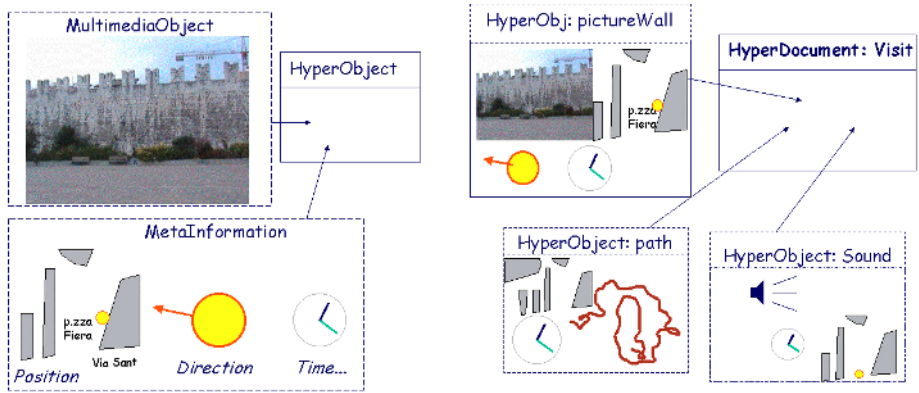 MultimediaObject
HyperObject
MetaInformation
p.zza
Fiera
Via Sant
Position
Direction
Time...
HyperObj: pictureWall
p.zza
Fiera
HyperDocument: Visit
HyperObject: path
HyperObject: Sound